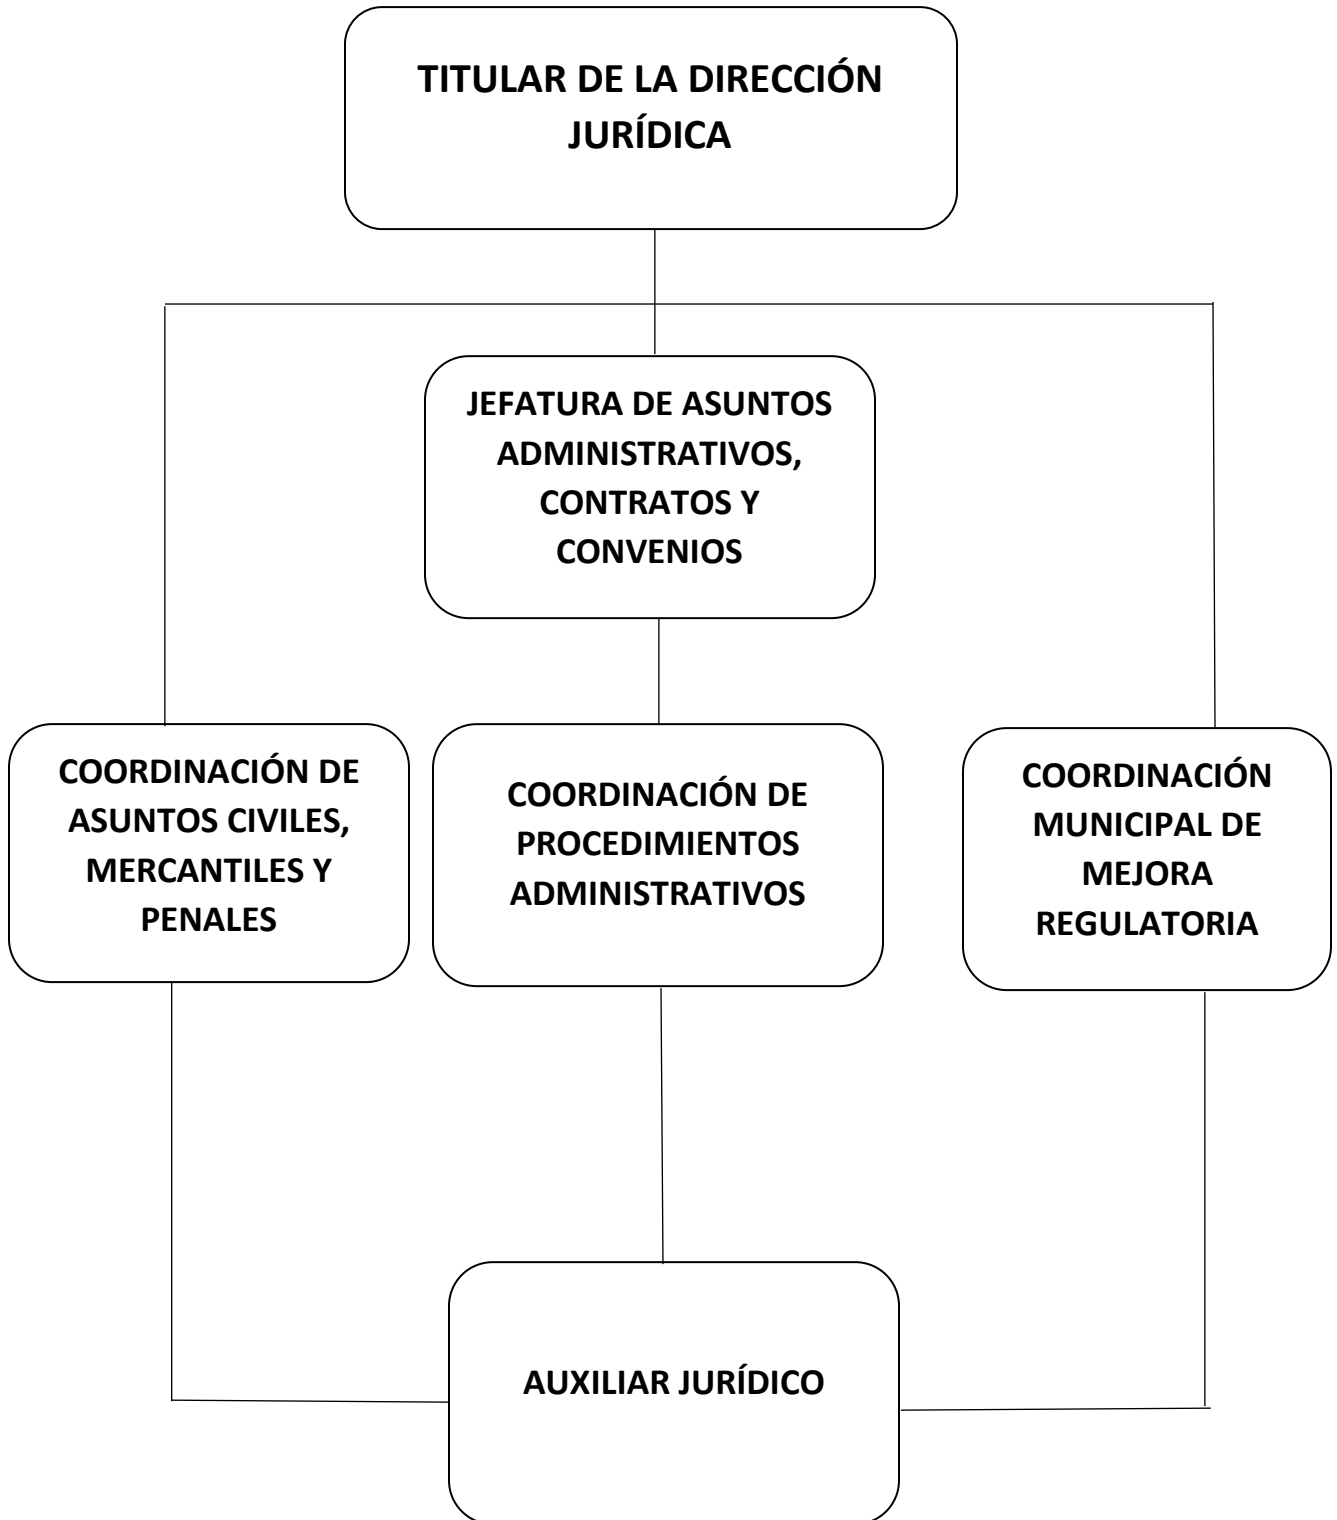 TITULAR DE LA DIRECCIÓN
JURÍDICA
JEFATURA DE ASUNTOS
ADMINISTRATIVOS,
CONTRATOS Y
CONVENIOS
COORDINACIÓN DE
ASUNTOS CIVILES,
MERCANTILES Y
PENALES
COORDINACIÓN DE
PROCEDIMIENTOS
ADMINISTRATIVOS
COORDINACIÓN
MUNICIPAL DE
MEJORA
REGULATORIA
AUXILIAR JURÍDICO